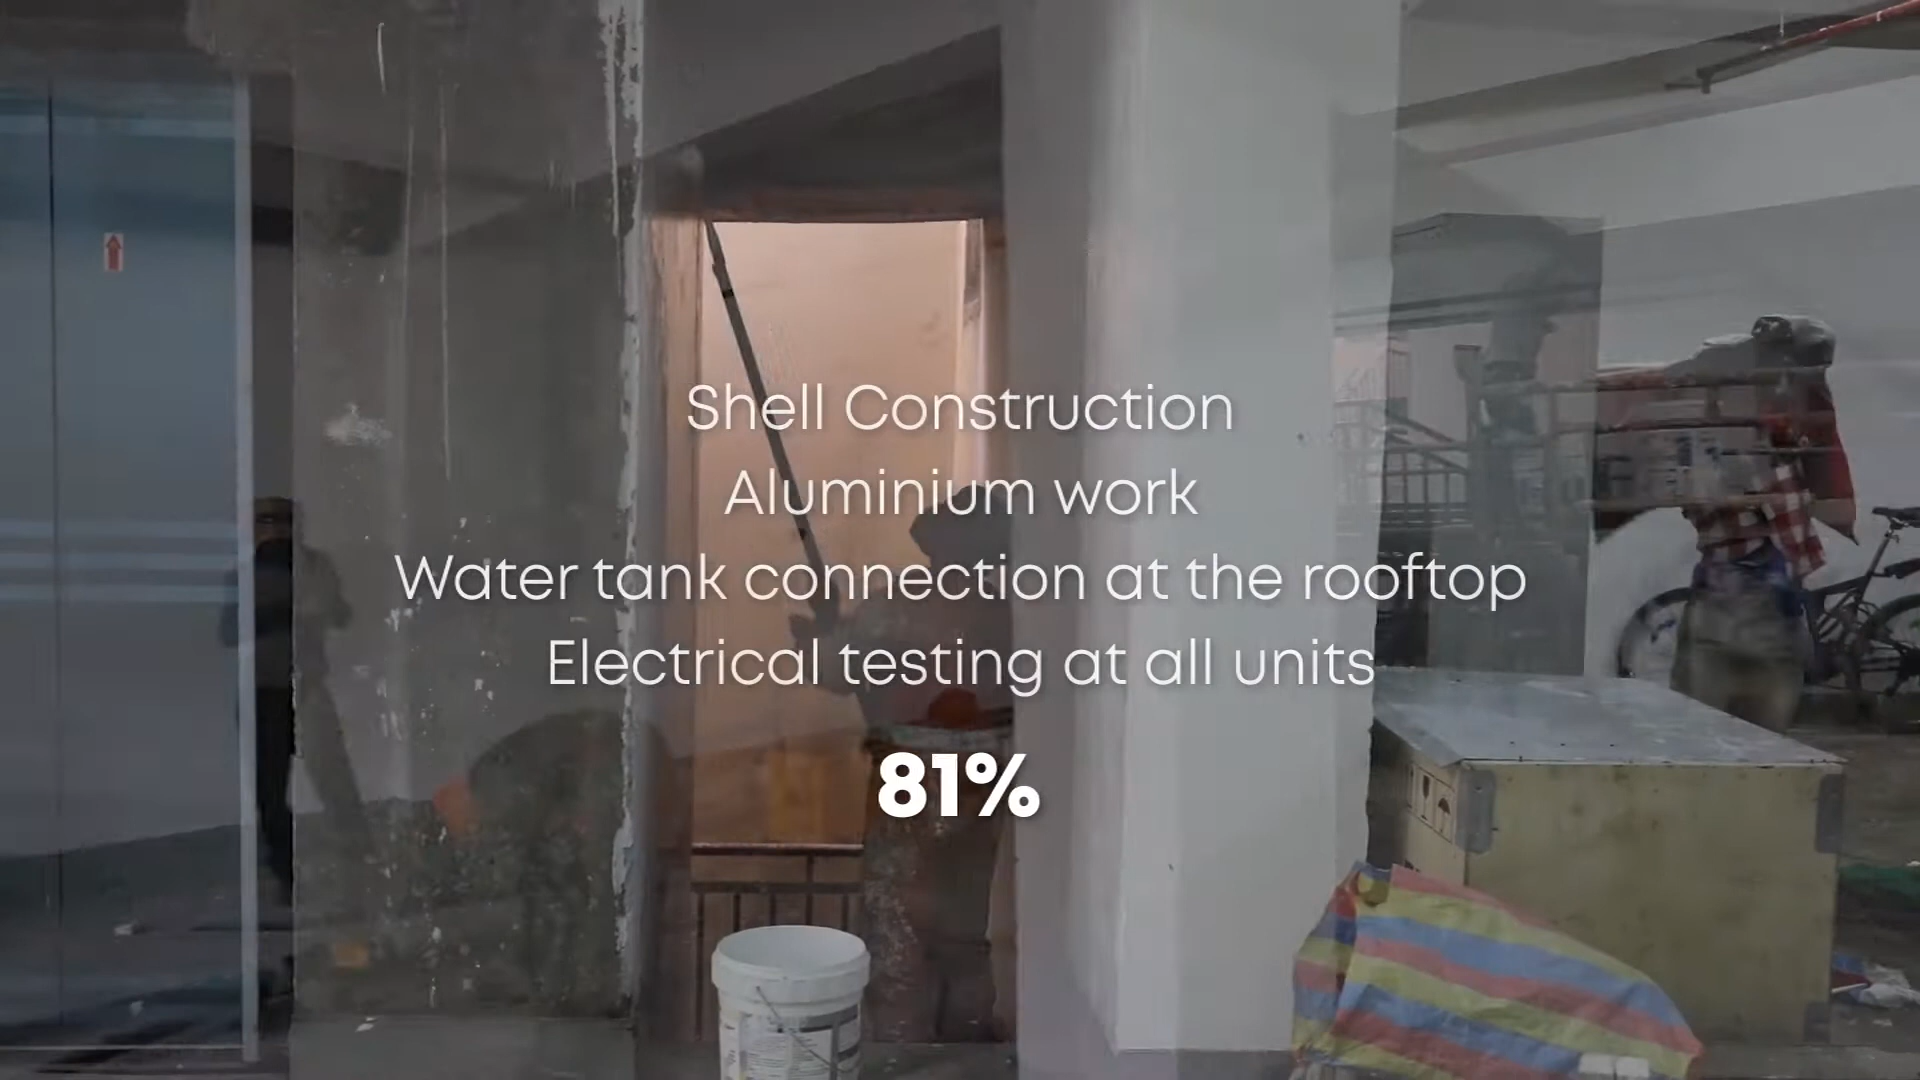 Shell Construction
Aluminium work
Water tank connection at the rooftop
Electrical testing at all units
81%